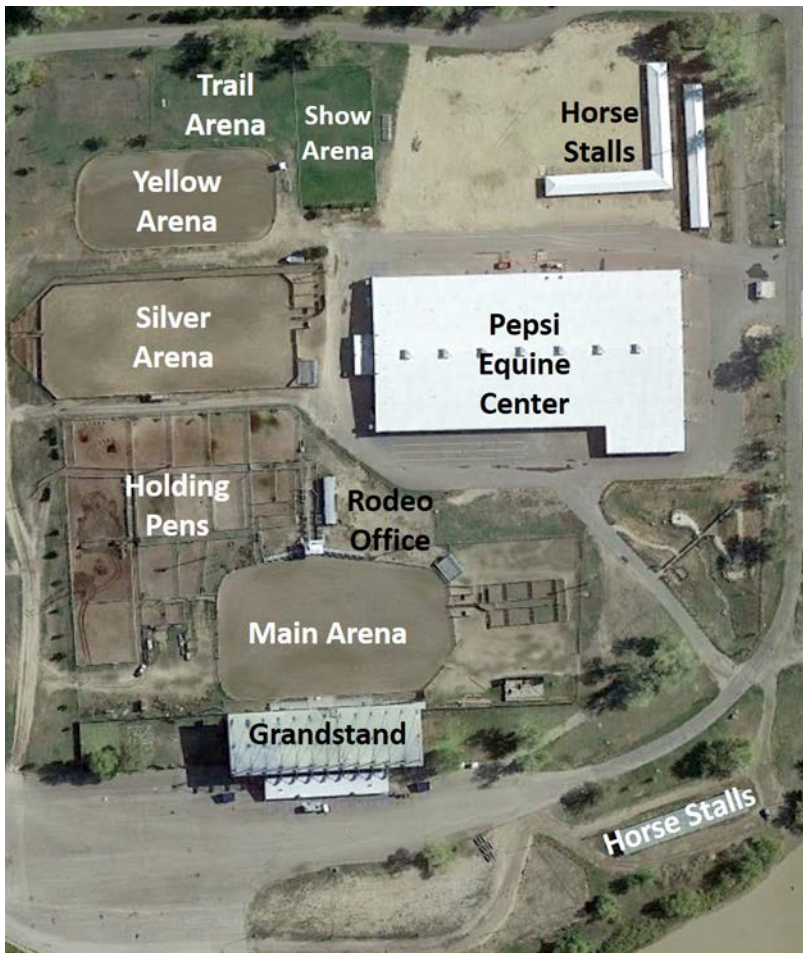 Trail
Arena
Show
Arena
Horse
Stalls
Yellow
Arena
Silver
Arena
Pepsi
Equine
Center
Holding
Pens
Rodeo
Office
Main Arena
Grandstand
Horse Stalls